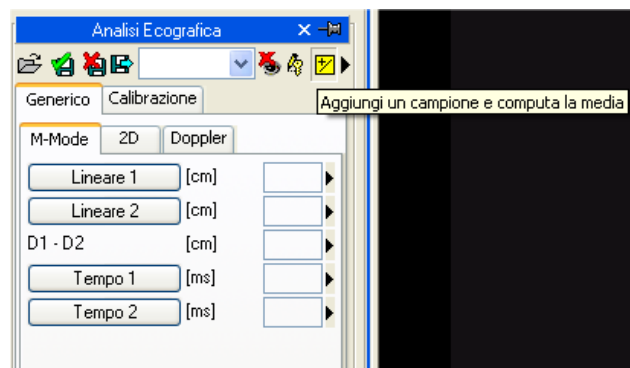 Analisi Ecografica
Generico Calibrazione
Aggiungi un campione e computa la media
M-Mode 2D Doppler
Lineare 1 [cm]
Lineare 2 [cm]
D1 - D2 [cm]
Tempo 1 [ms]
Tempo 2 [ms]